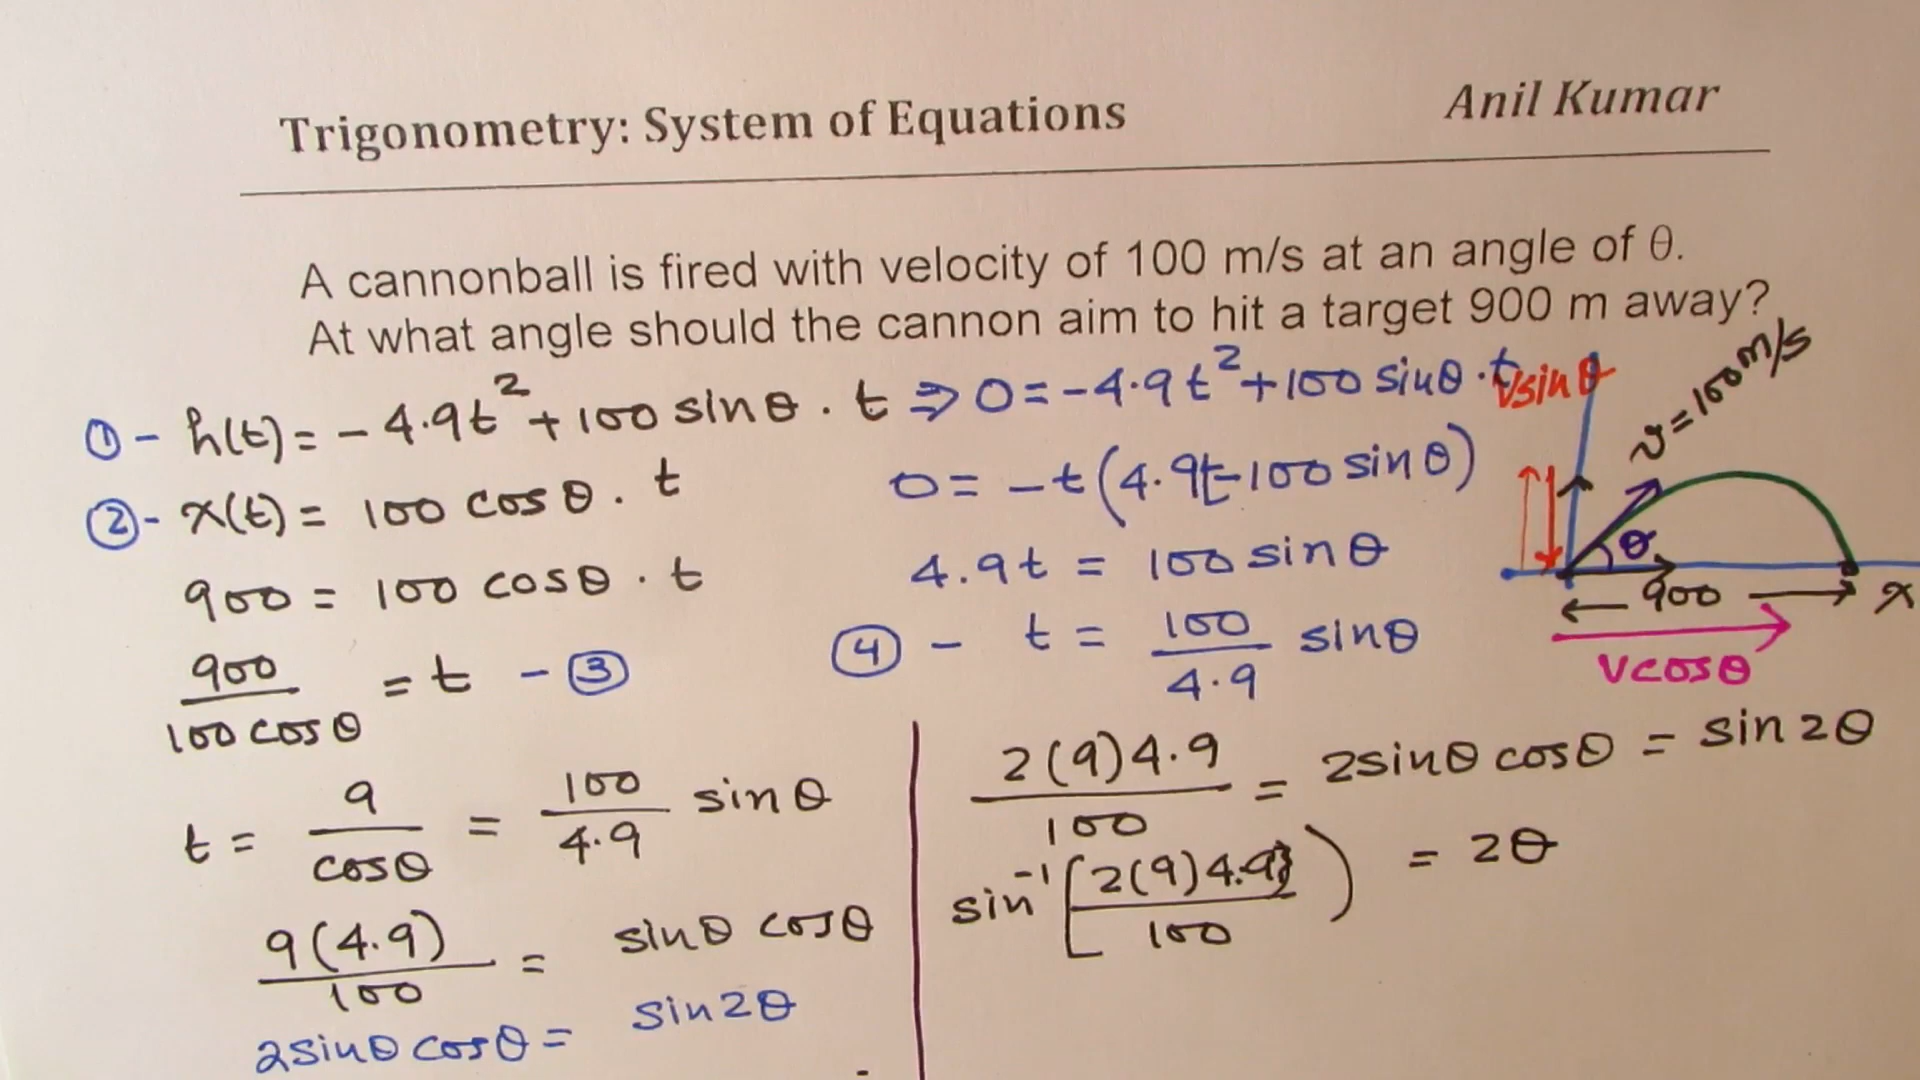 Trigonometry: System of Equations
Anil Kumar
A cannonball is fired with velocity of 100 m/s at an angle of θ.
At what angle should the cannon aim to hit a target 900 m away?
① - h(t) = - 4.9t² + 100 sinθ . t ⇒ 0 = -4.9t² + 100 sinθ . t
② - x(t) = 100 cosθ . t
900 = 100 cosθ . t
900/100 cosθ = t - ③
t = 9/cosθ = 100/4.9 sinθ
9(4.9)/100 = sinθ cosθ
2sinθ cosθ = sin2θ
0 = -t(4.9t-100 sinθ)
4.9t = 100 sinθ
④ - t = 100/4.9 sinθ
2(9)4.9/100 = 2sinθ cosθ = sin2θ
sin⁻¹[2(9)4.9/100) = 2θ
vsinθ
v = 100m/s
θ
900
x
vcosθ